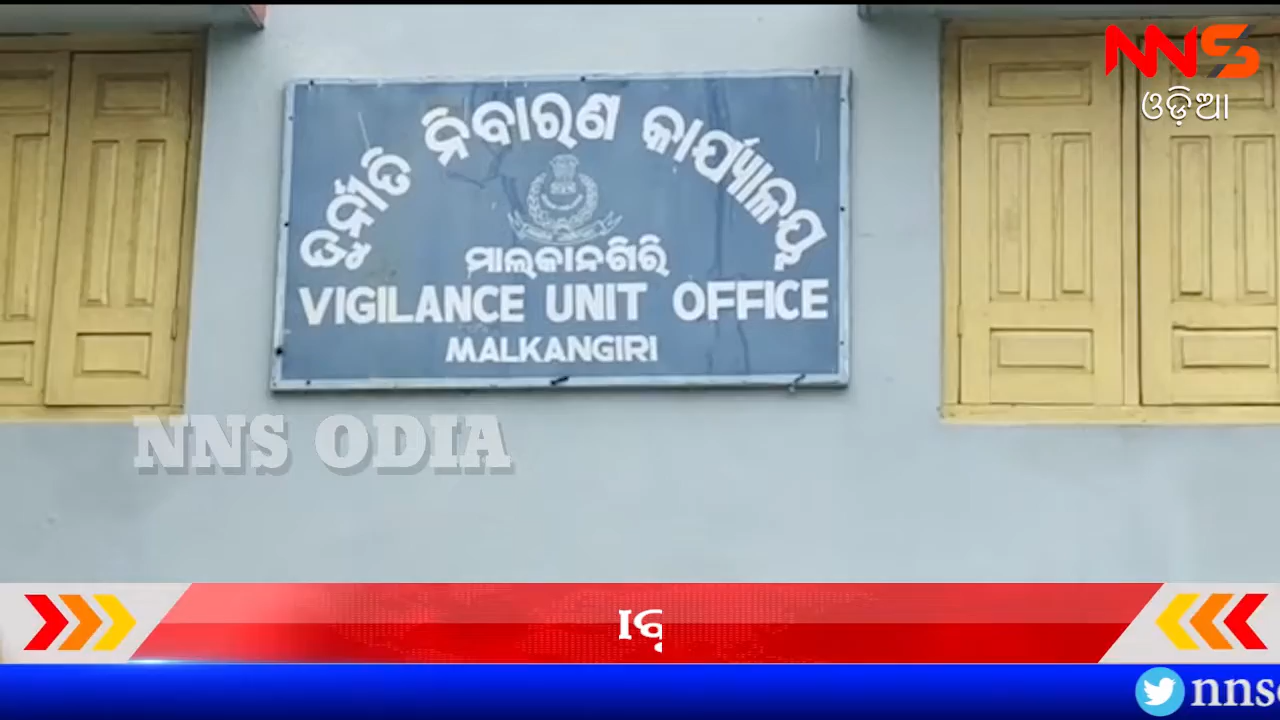 NNS
ଓଡ଼ିଆ
ଦୁର୍ନୀତି ନିବାରଣ କାର୍ଯ୍ୟାଳୟ
ମାଲକାନଗିରି
VIGILANCE UNIT OFFICE
MALKANGIRI
NNS ODIA